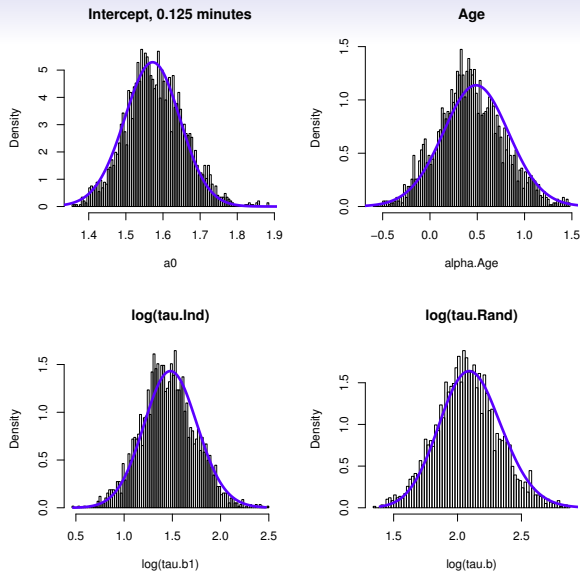 Intercept, 0.125 minutes
Density
0 1 2 3 4 5
1.4 1.5 1.6 1.7 1.8 1.9
a0
Age
Density
0.0 0.5 1.0 1.5
−0.5 0.0 0.5 1.0 1.5
alpha.Age
log(tau.Ind)
Density
0.0 0.5 1.0 1.5
0.5 1.0 1.5 2.0 2.5
log(tau.b1)
log(tau.Rand)
Density
0.0 0.5 1.0 1.5
1.5 2.0 2.5
log(tau.b)